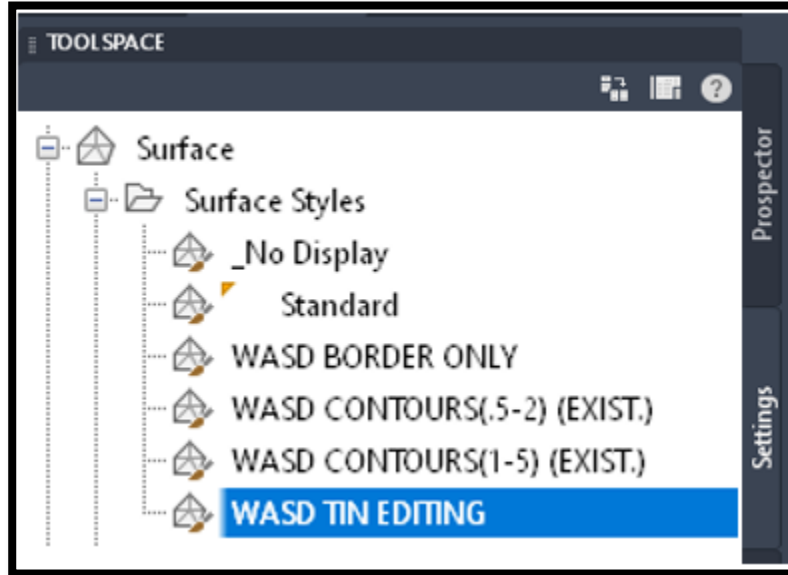 TOOLSPACE
?
Surface
Surface Styles
_No Display
Standard
WASD BORDER ONLY
WASD CONTOURS(.5-2) (EXIST.)
WASD CONTOURS(1-5) (EXIST.)
WASD TIN EDITING
Prospector
Settings